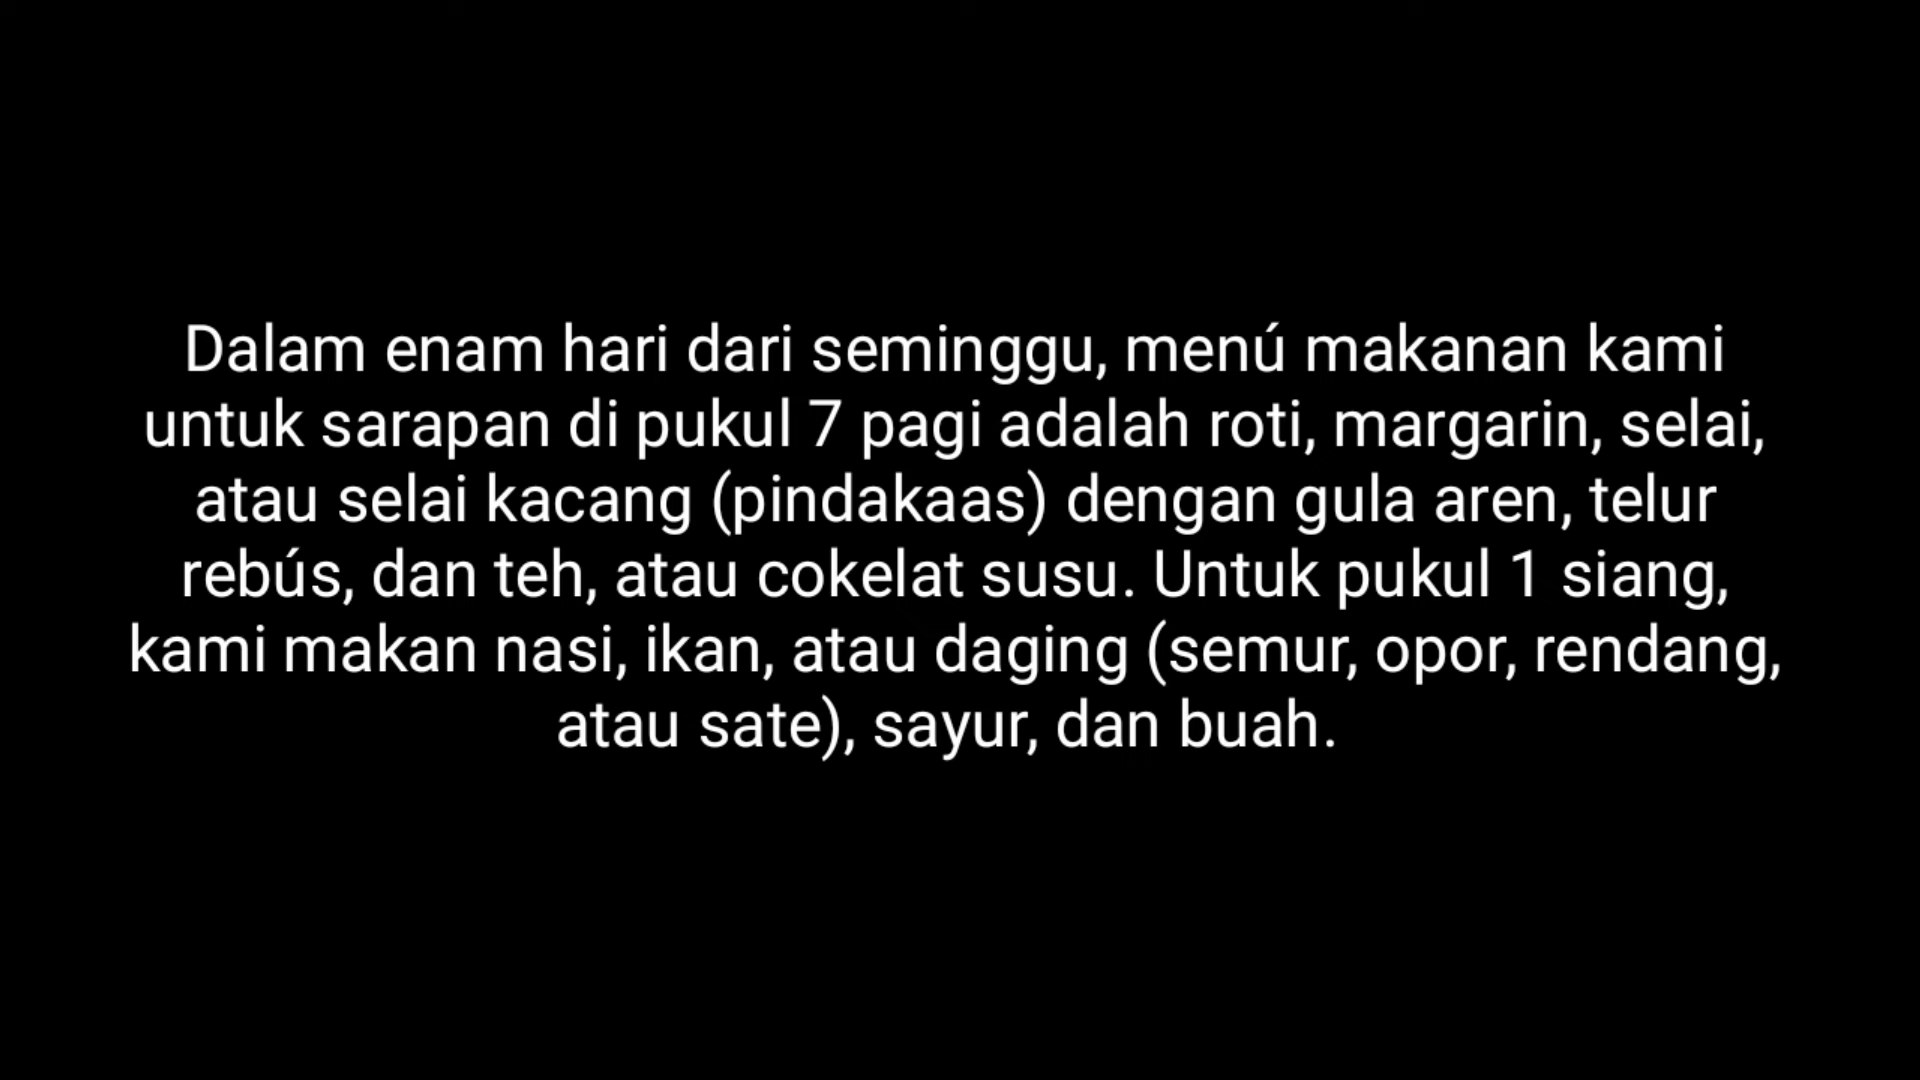 Dalam enam hari dari seminggu, menú makanan kami
untuk sarapan di pukul 7 pagi adalah roti, margarin, selai,
atau selai kacang (pindakaas) dengan gula aren, telur
rebús, dan teh, atau cokelat susu. Untuk pukul 1 siang,
kami makan nasi, ikan, atau daging (semur, opor, rendang,
atau sate), sayur, dan buah.